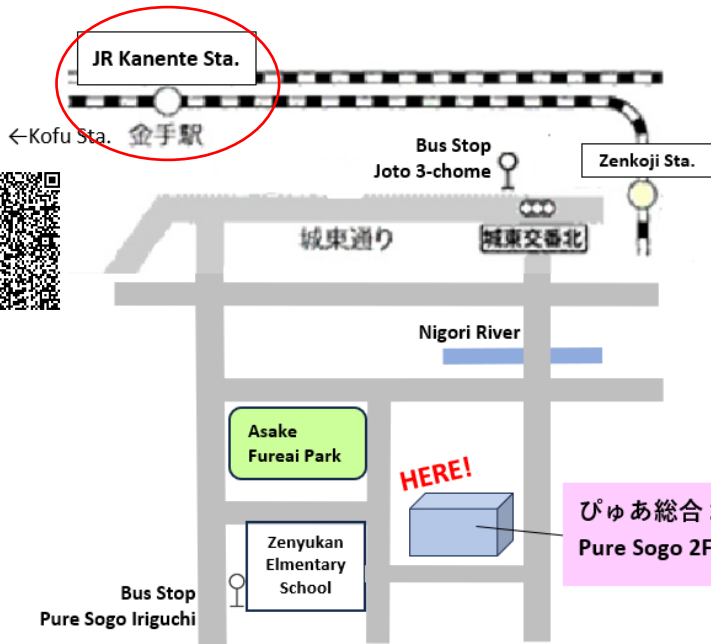 JR Kanente Sta.
←Kofu Sta.
金手駅
Bus Stop
Joto 3-chome
Zenkoji Sta.
城東通り
城東交番北
Nigori River
Asake
Fureai Park
HERE!
ぴゅあ総合
Pure Sogo 2F
Zenyukan
Elmentary
School
Bus Stop
Pure Sogo Iriguchi